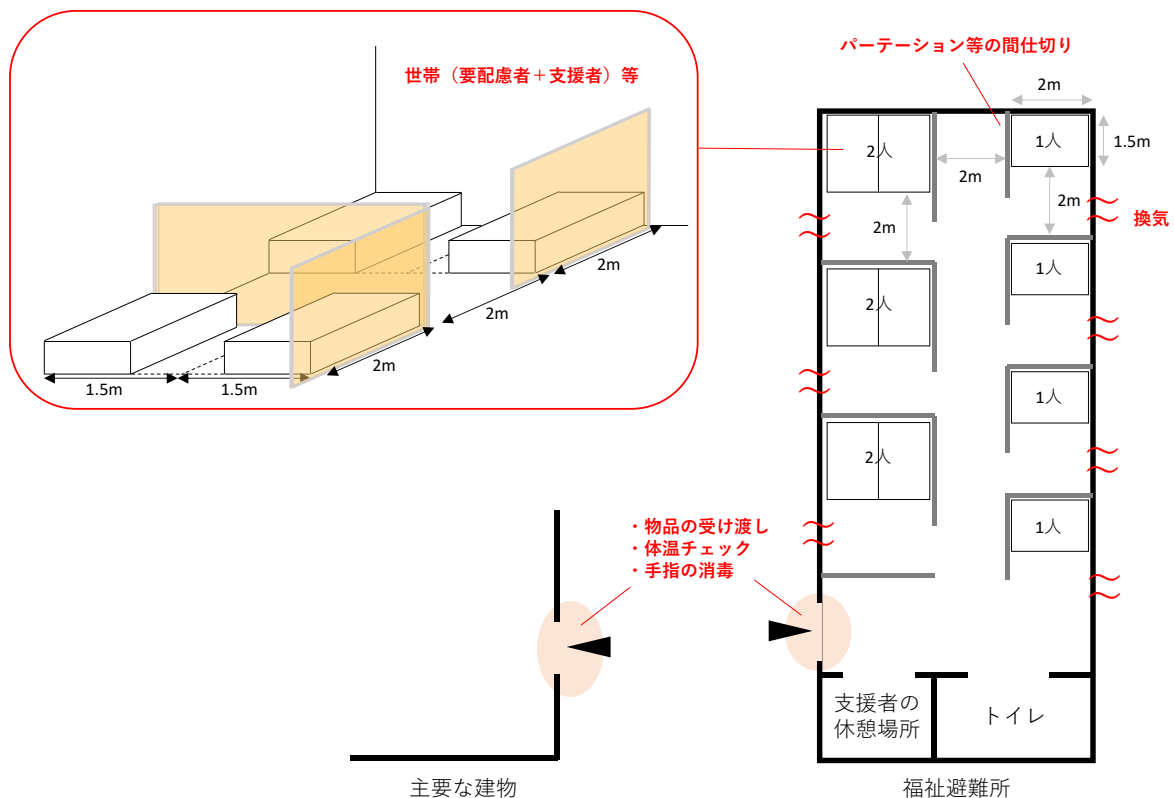 世帯（要配慮者＋支援者）等
2m
2m
2m
1.5m
1.5m
パーテーション等の間仕切り
2m
2人
1人
1.5m
2m
2m
換気
2m
1人
2人
1人
2人
1人
・物品の受け渡し
・体温チェック
・手指の消毒
支援者の
休憩場所
トイレ
主要な建物
福祉避難所